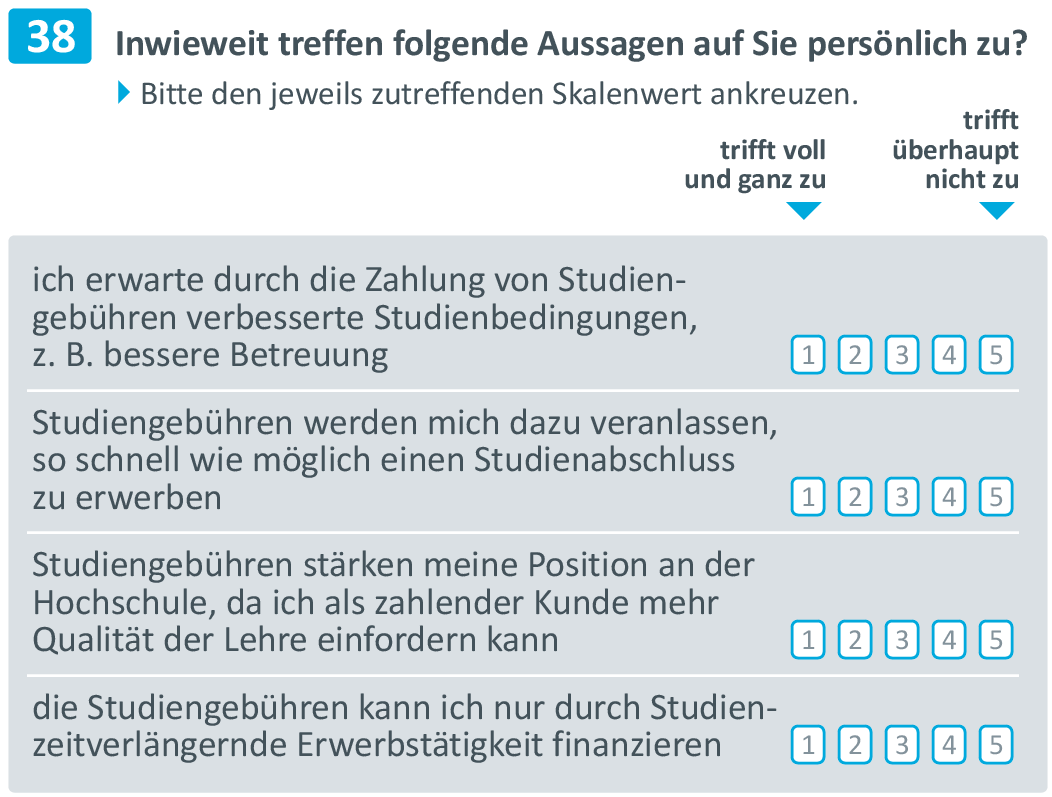 38 Inwieweit treffen folgende Aussagen auf Sie persönlich zu?
Bitte den jeweils zutreffenden Skalenwert ankreuzen.
trifft voll
und ganz zu
trifft
überhaupt
nicht zu
ich erwarte durch die Zahlung von Studien-
gebühren verbesserte Studienbedingungen,
z. B. bessere Betreuung 1 2 3 4 5
Studiengebühren werden mich dazu veranlassen,
so schnell wie möglich einen Studienabschluss
zu erwerben 1 2 3 4 5
Studiengebühren stärken meine Position an der
Hochschule, da ich als zahlender Kunde mehr
Qualität der Lehre einfordern kann 1 2 3 4 5
die Studiengebühren kann ich nur durch Studien-
zeitverlängernde Erwerbstätigkeit finanzieren 1 2 3 4 5